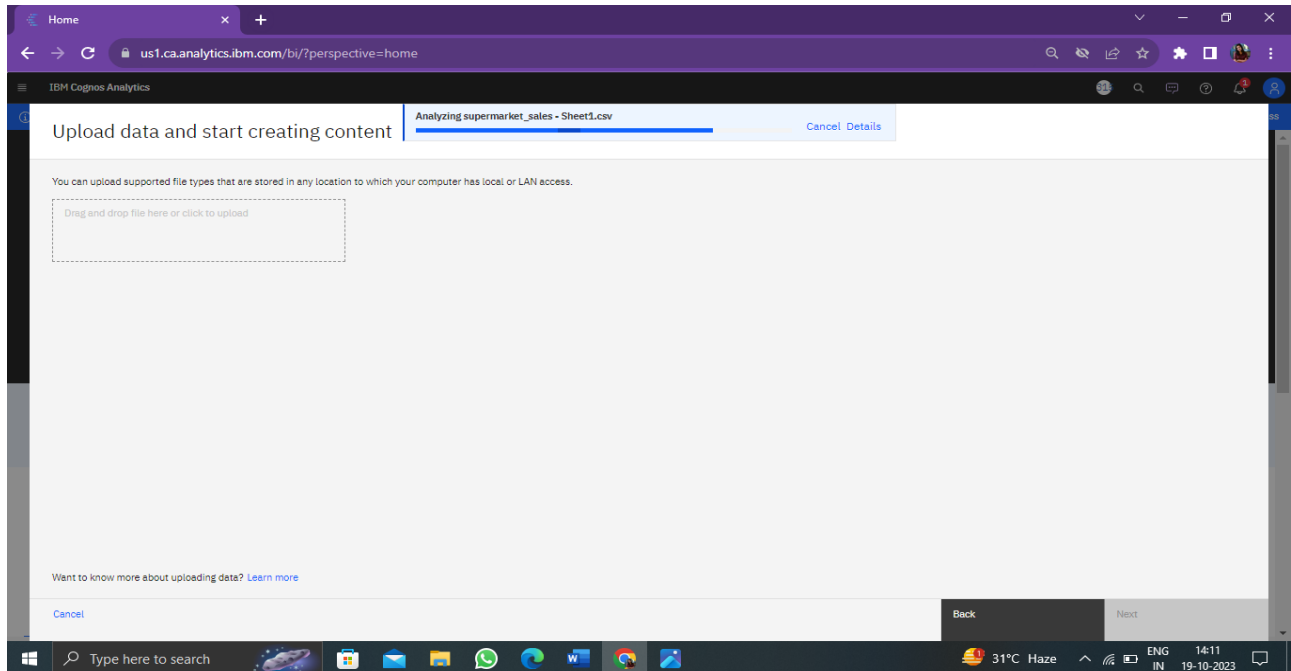 Home
us1.ca.analytics.ibm.com/bi/?perspective=home
IBM Cognos Analytics
Upload data and start creating content
Analyzing supermarket_sales - Sheet1.csv
Cancel Details
You can upload supported file types that are stored in any location to which your computer has local or LAN access.
Drag and drop file here or click to upload
Want to know more about uploading data? Learn more
Cancel
Back
Next
Type here to search
31°C Haze
ENG
IN
14:11
19-10-2023